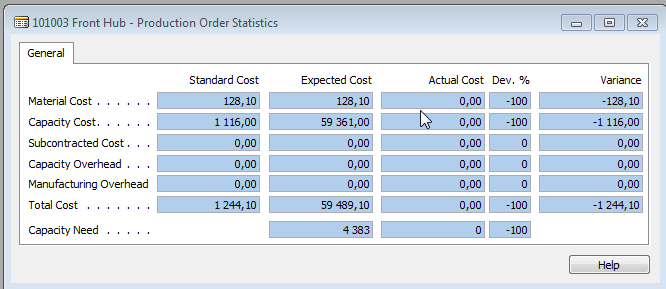 101003 Front Hub - Production Order Statistics
General
Standard Cost Expected Cost Actual Cost Dev. % Variance
Material Cost . . . . . . 128,10 128,10 0,00 -100 -128,10
Capacity Cost. . . . . . 1 116,00 59 361,00 0,00 -100 -1 116,00
Subcontracted Cost . . . 0,00 0,00 0,00 0 0,00
Capacity Overhead . . . 0,00 0,00 0,00 0 0,00
Manufacturing Overhead 0,00 0,00 0,00 0 0,00
Total Cost . . . . . . . 1 244,10 59 489,10 0,00 -100 -1 244,10
Capacity Need . . . . . 4 383 0 -100
Help